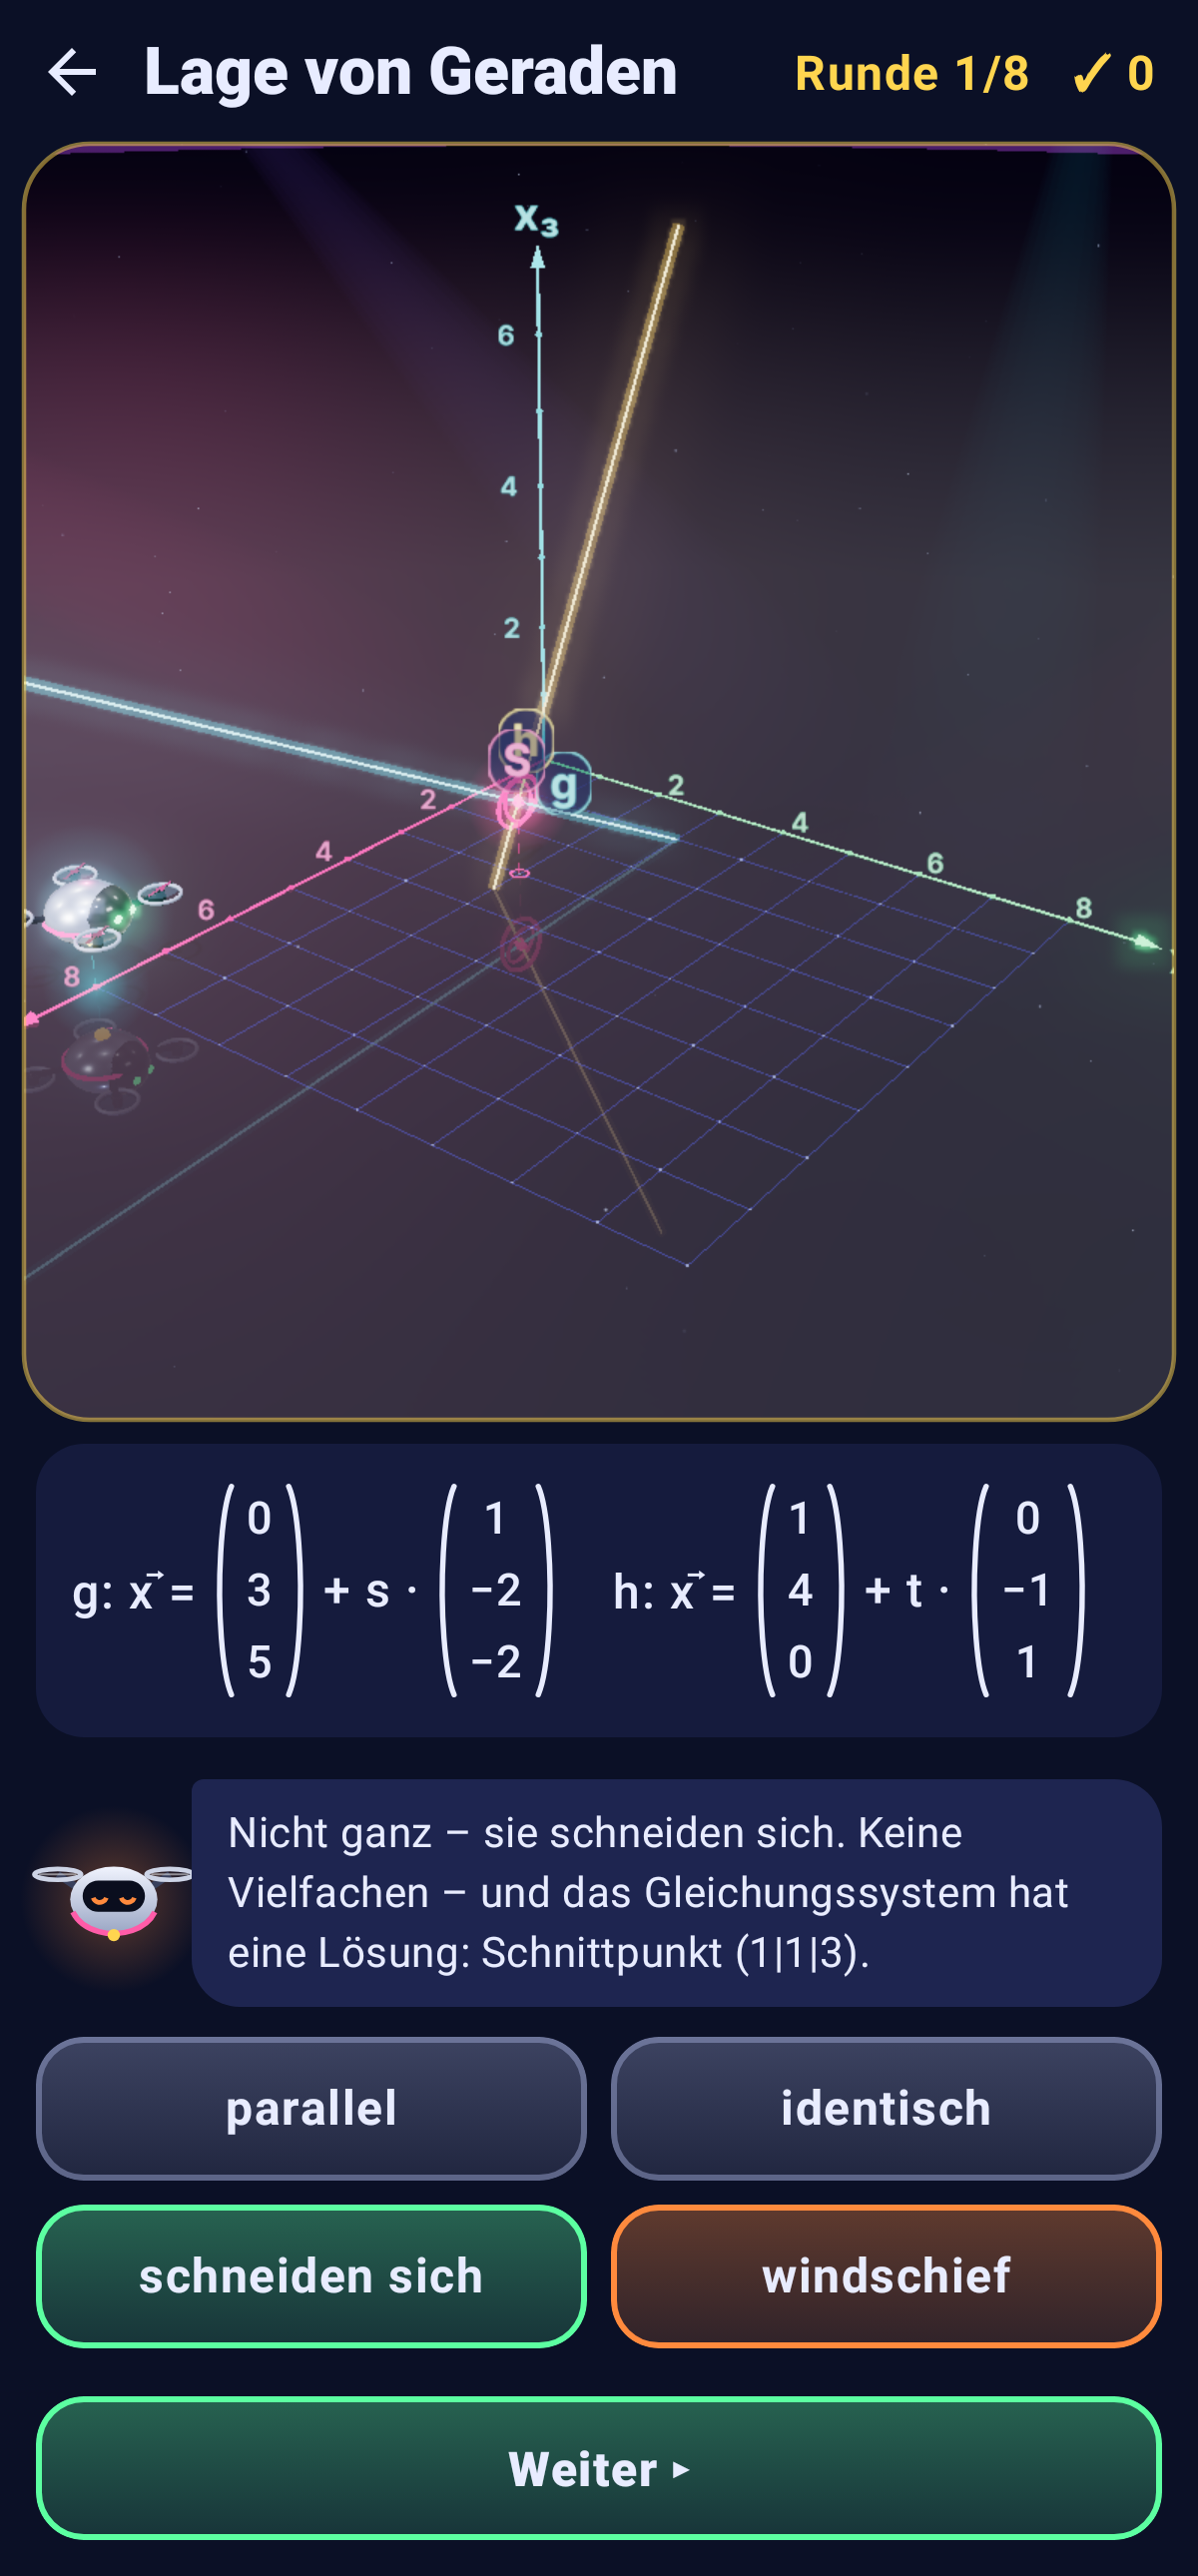 ← Lage von Geraden Runde 1/8 ✓ 0
x₃
6
4
2
h
S
g
2
2
4
4
6
6
8
8
g: x⃗ = (0 3 5) + s · (1 −2 −2) h: x⃗ = (1 4 0) + t · (0 −1 1)
Nicht ganz – sie schneiden sich. Keine
Vielfachen – und das Gleichungssystem hat
eine Lösung: Schnittpunkt (1|1|3).
parallel identisch
schneiden sich windschief
Weiter ▸